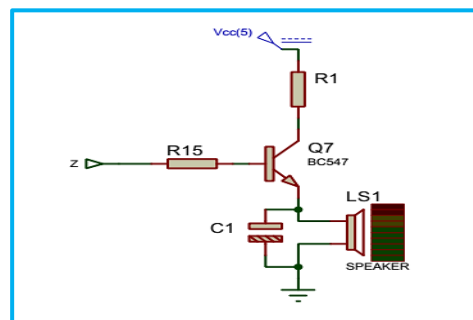 Vcc(5)
R1
R15
Q7
BC547
z
LS1
C1
SPEAKER